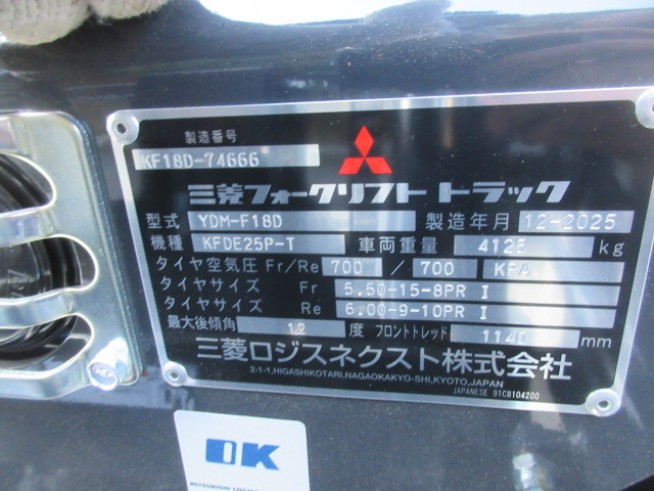 製造番号
KF18D-74666
三菱フォークリフト トラック
型式 YDM-F18D 製造年月 12-2025
機種 KFDE25P-T 車両重量 4125 kg
タイヤ空気圧 Fr/Re 700 / 700 KPA
タイヤサイズ Fr 5.50-15-8PR I
タイヤサイズ Re 6.00-9-10PR I
最大後傾角 12 度 フロントトレッド 1140 mm
三菱ロジスネクスト株式会社
2-1-1,HIGASHIKOTARI,NAGAOKAKYO-SHI,KYOTO,JAPAN
JAPANESE 91C8104200
OK